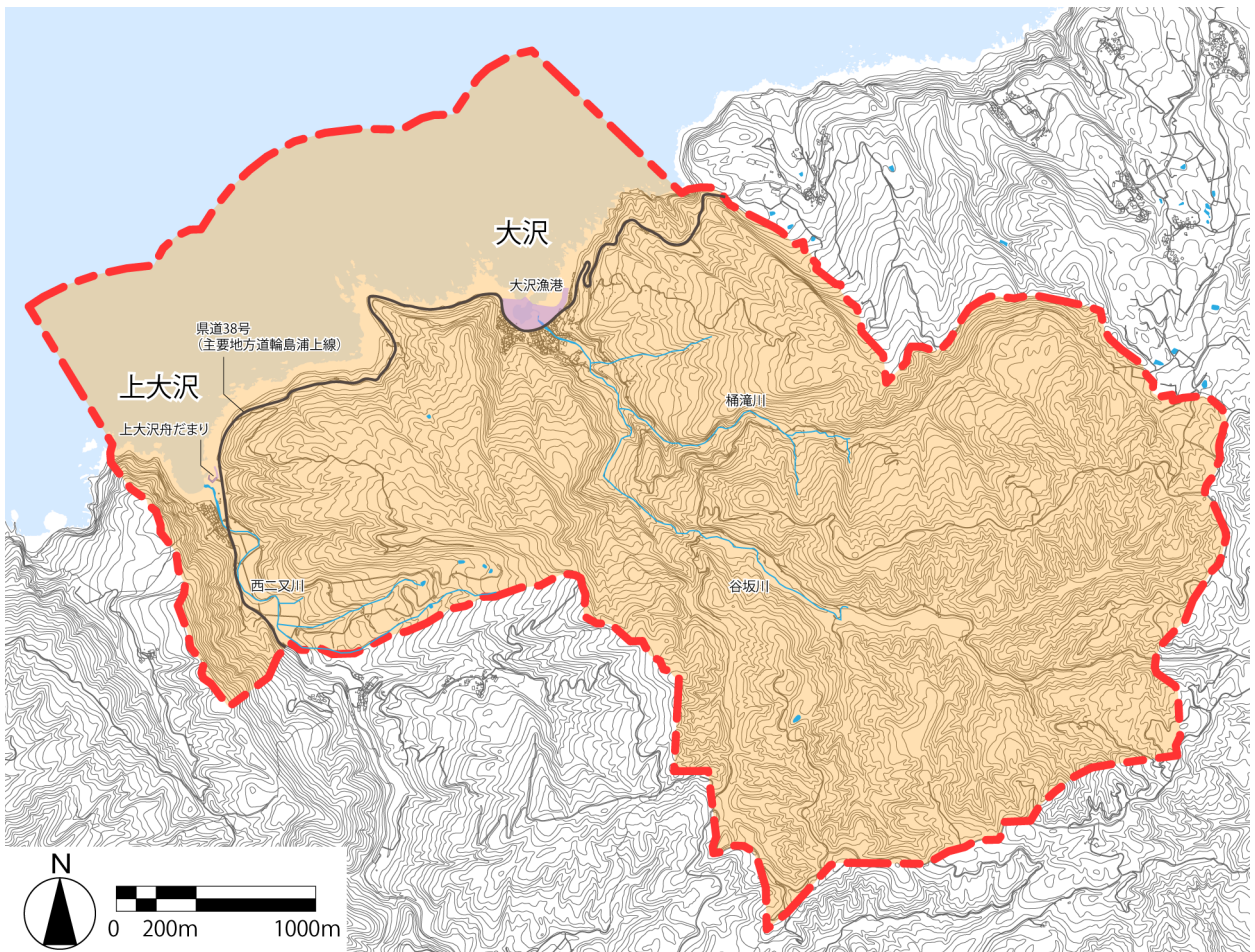 大沢
大沢漁港
県道38号
（主要地方道輪島浦上線）
上大沢
上大沢舟だまり
桶滝川
西二又川
谷坂川
N
0 200m 1000m